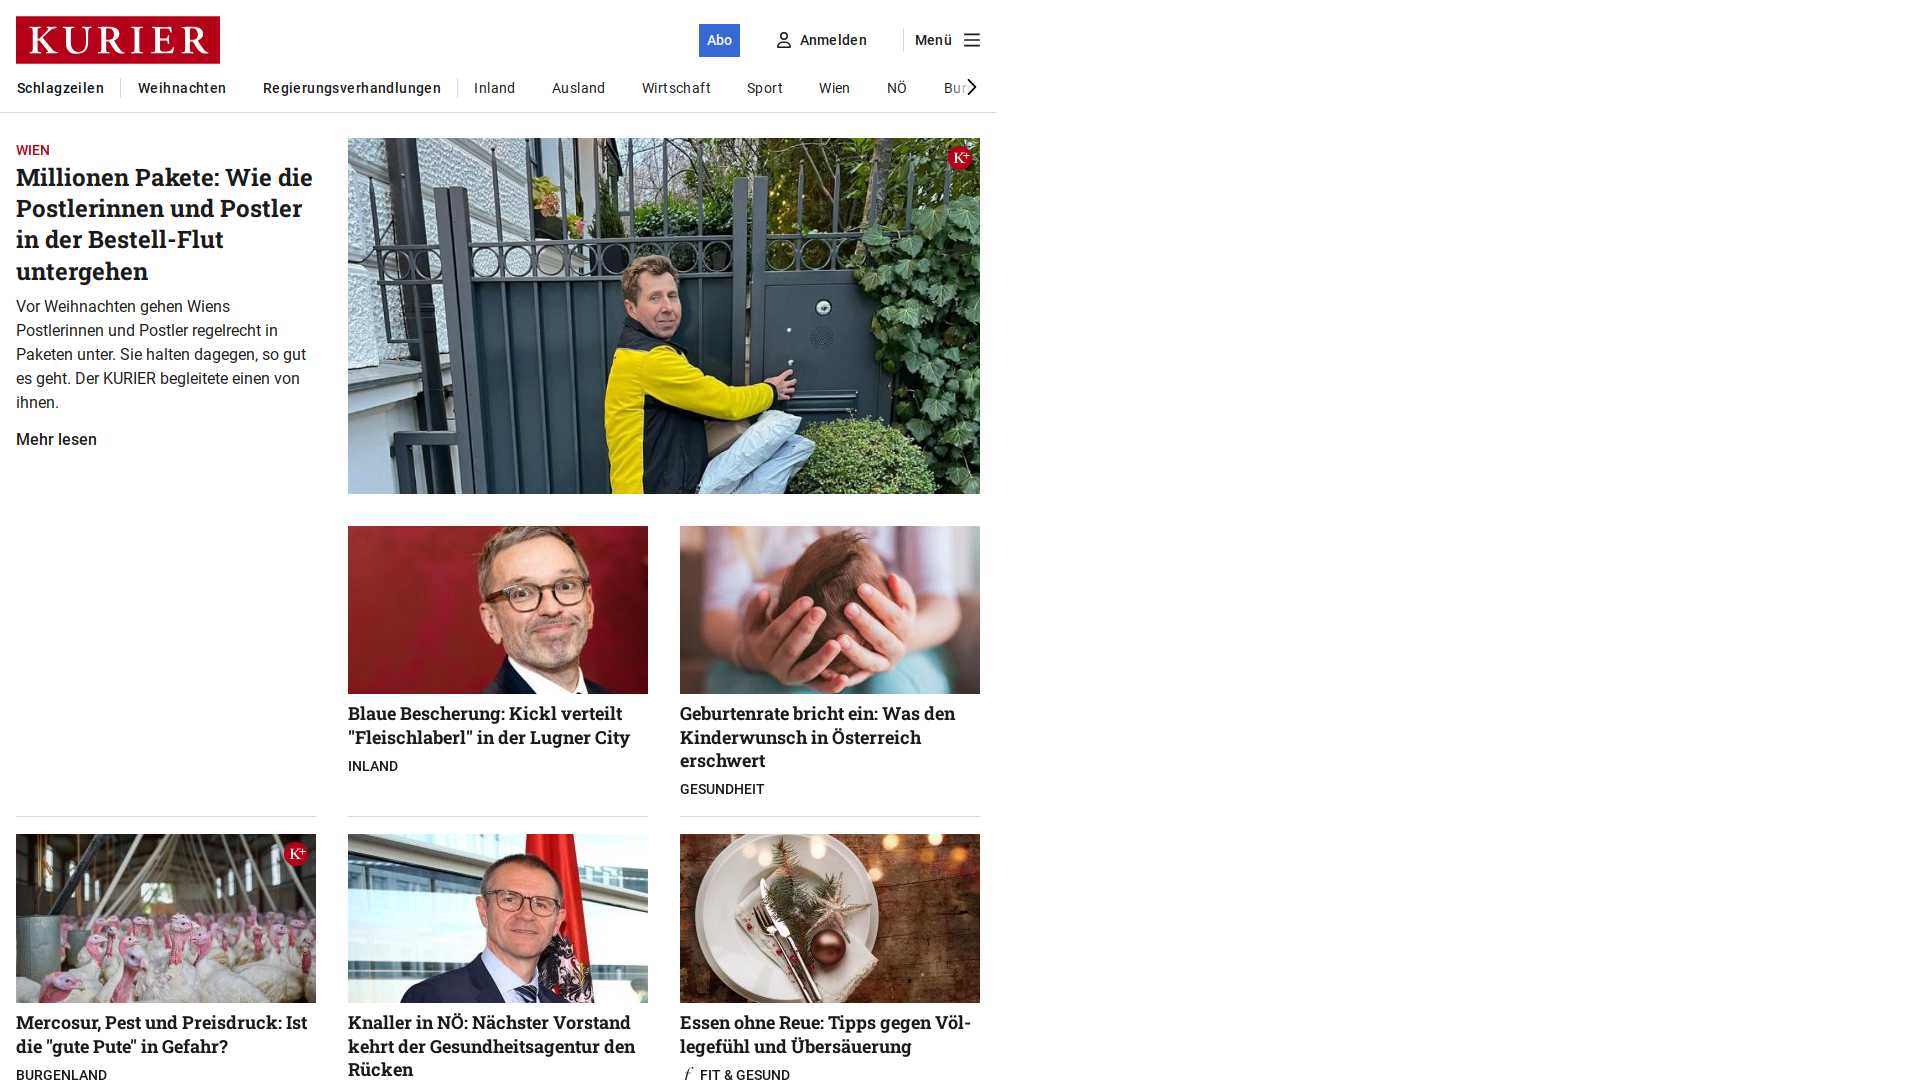 KURIER
Abo
Anmelden
Menü
Schlagzeilen
Weihnachten
Regierungsverhandlungen
Inland
Ausland
Wirtschaft
Sport
Wien
NÖ
Bur
WIEN
Millionen Pakete: Wie die
Postlerinnen und Postler
in der Bestell-Flut
untergehen
Vor Weihnachten gehen Wiens
Postlerinnen und Postler regelrecht in
Paketen unter. Sie halten dagegen, so gut
es geht. Der KURIER begleitete einen von
ihnen.
Mehr lesen
K+
Blaue Bescherung: Kickl verteilt
"Fleischlaberl" in der Lugner City
INLAND
Geburtenrate bricht ein: Was den
Kinderwunsch in Österreich
erschwert
GESUNDHEIT
K+
Mercosur, Pest und Preisdruck: Ist
die "gute Pute" in Gefahr?
BURGENLAND
Knaller in NÖ: Nächster Vorstand
kehrt der Gesundheitsagentur den
Rücken
Essen ohne Reue: Tipps gegen Völ-
legefühl und Übersäuerung
f FIT & GESUND